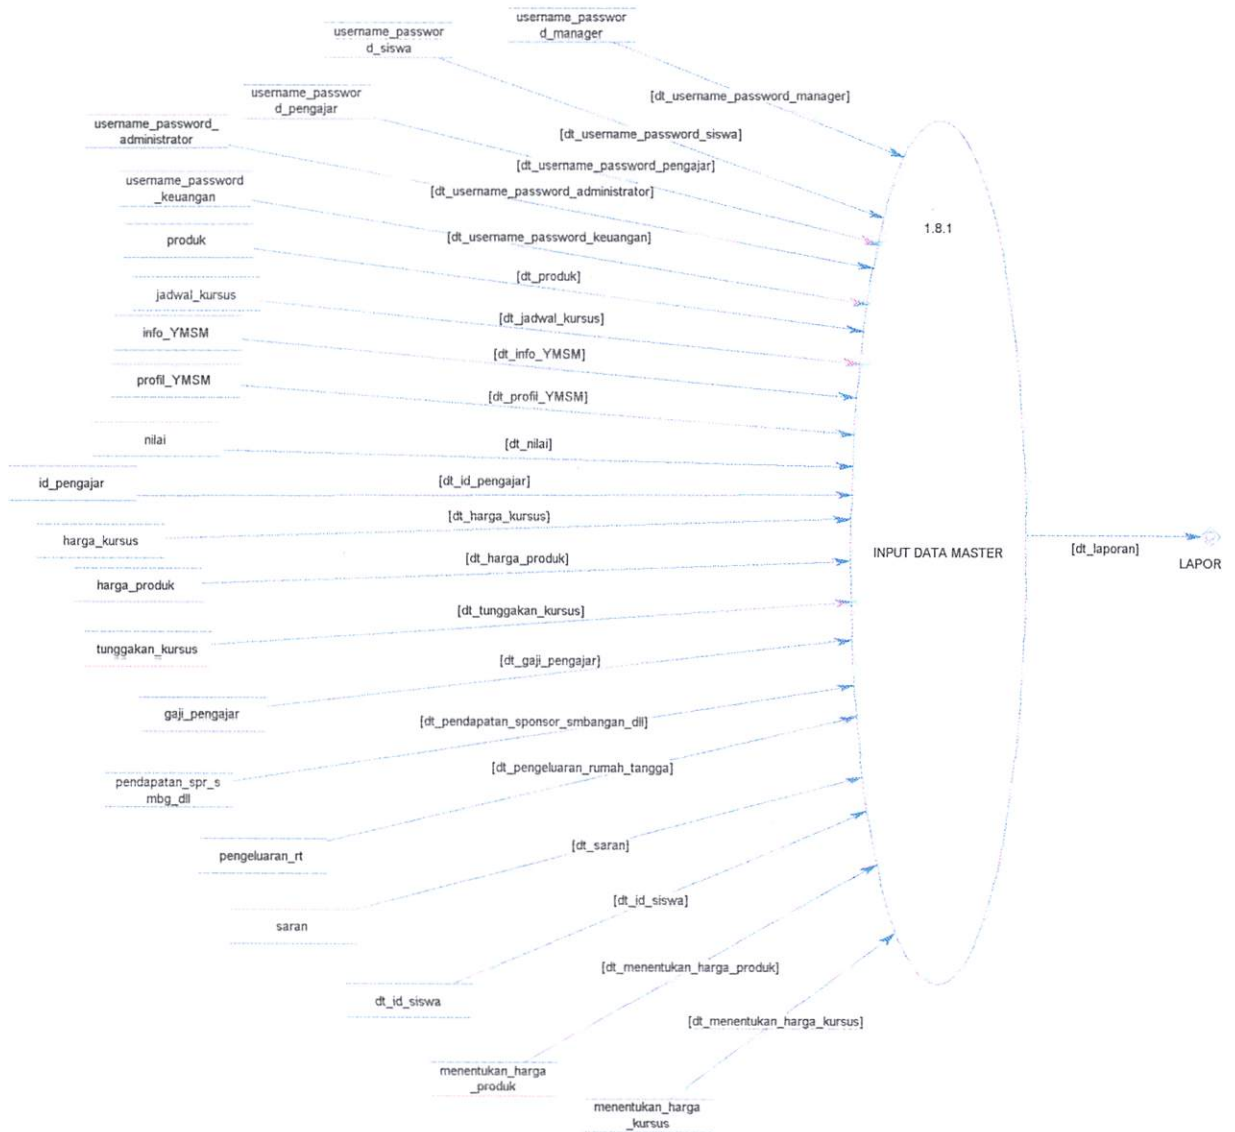 username_passwor
d_manager
username_passwor
d_siswa
[dt_username_password_manager]
username_passwor
d_pengajar
[dt_username_password_siswa]
username_password_
administrator
[dt_username_password_pengajar]
username_password
_keuangan
[dt_username_password_administrator]
1.8.1
produk
[dt_username_password_keuangan]
[dt_produk]
jadwal_kursus
[dt_jadwal_kursus]
info_YMSM
[dt_info_YMSM]
profil_YMSM
[dt_profil_YMSM]
nilai
[dt_nilai]
id_pengajar
[dt_id_pengajar]
[dt_harga_kursus]
harga_kursus
INPUT DATA MASTER
[dt_laporan]
LAPOR
[dt_harga_produk]
harga_produk
[dt_tunggakan_kursus]
tunggakan_kursus
[dt_gaji_pengajar]
gaji_pengajar
[dt_pendapatan_sponsor_smbangan_dll]
pendapatan_spr_s
mbg_dll
[dt_pengeluaran_rumah_tangga]
pengeluaran_rt
[dt_saran]
saran
[dt_id_siswa]
dt_id_siswa
[dt_menentukan_harga_produk]
[dt_menentukan_harga_kursus]
menentukan_harga
_produk
menentukan_harga
_kursus